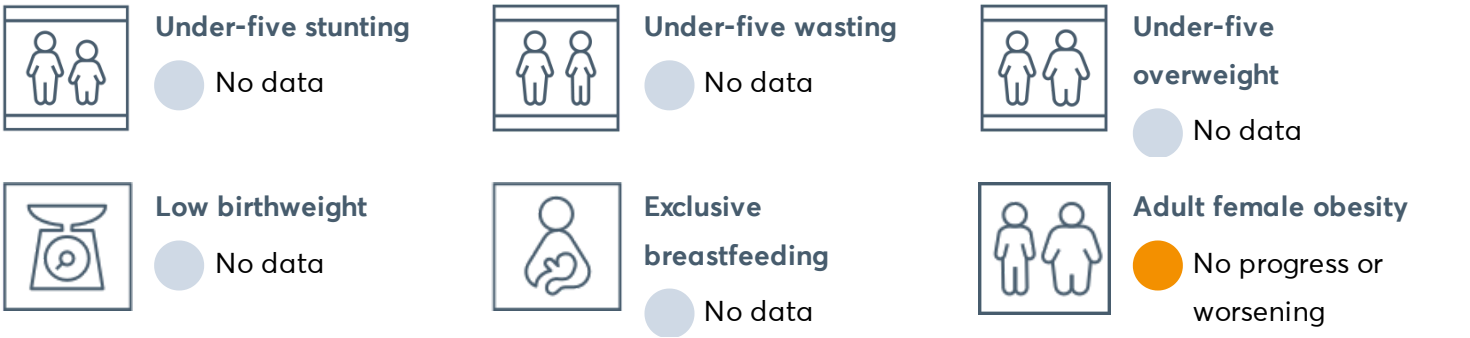 Under-five stunting
No data
Under-five wasting
No data
Under-five
overweight
No data
Low birthweight
No data
Exclusive
breastfeeding
No data
Adult female obesity
No progress or
worsening